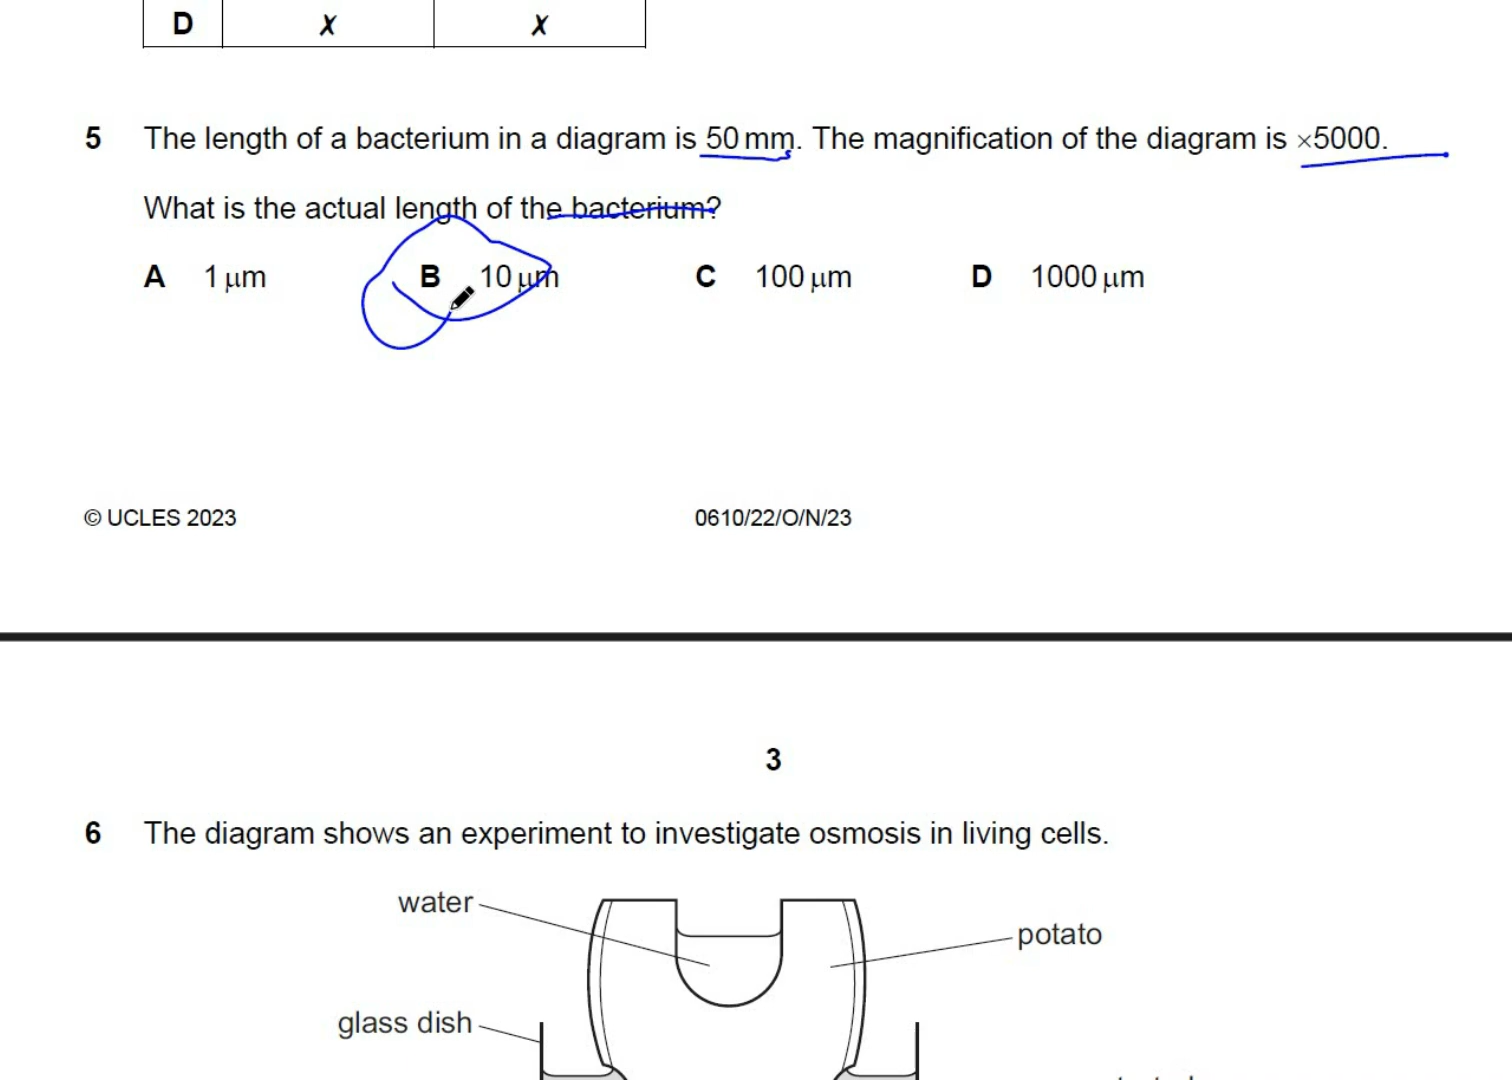 D ✗ ✗
5 The length of a bacterium in a diagram is 50 mm. The magnification of the diagram is ×5000.
What is the actual length of the bacterium?
A 1 μm B 10 μm C 100 μm D 1000 μm
© UCLES 2023 0610/22/O/N/23
3
6 The diagram shows an experiment to investigate osmosis in living cells.
water
potato
glass dish